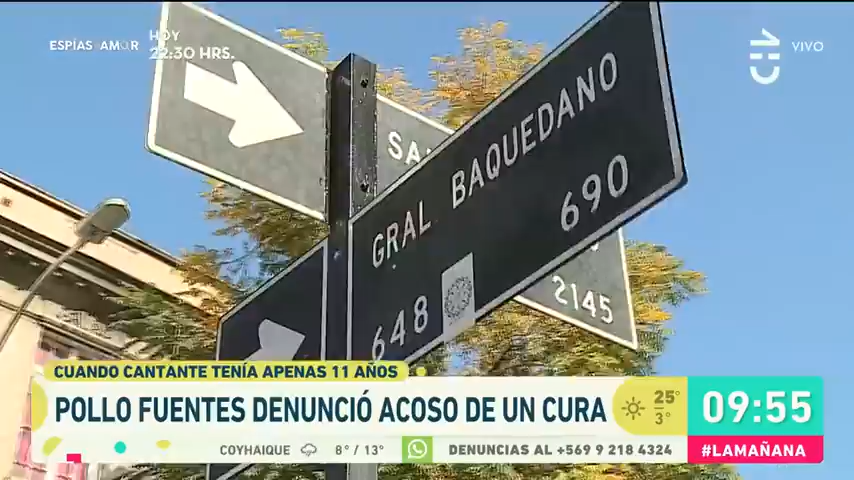 ESPÍAS AMOR
HOY
22:30 HRS.
CH
VIVO
GRAL BAQUEDANO
648
690
2145
CUANDO CANTANTE TENÍA APENAS 11 AÑOS
POLLO FUENTES DENUNCIÓ ACOSO DE UN CURA
25°
3°
09:55
#LAMAÑANA
Esp
COYHAIQUE 8° / 13° DENUNCIAS AL +569 9 218 4324